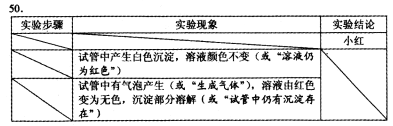 50.
实验步骤 实验现象 实验结论
小红
试管中产生白色沉淀，溶液颜色不变（或“溶液仍
为红色”）
试管中有气泡产生（或“生成气体”），溶液由红色
变为无色，沉淀部分溶解（或“试管中仍有沉淀存
在”）